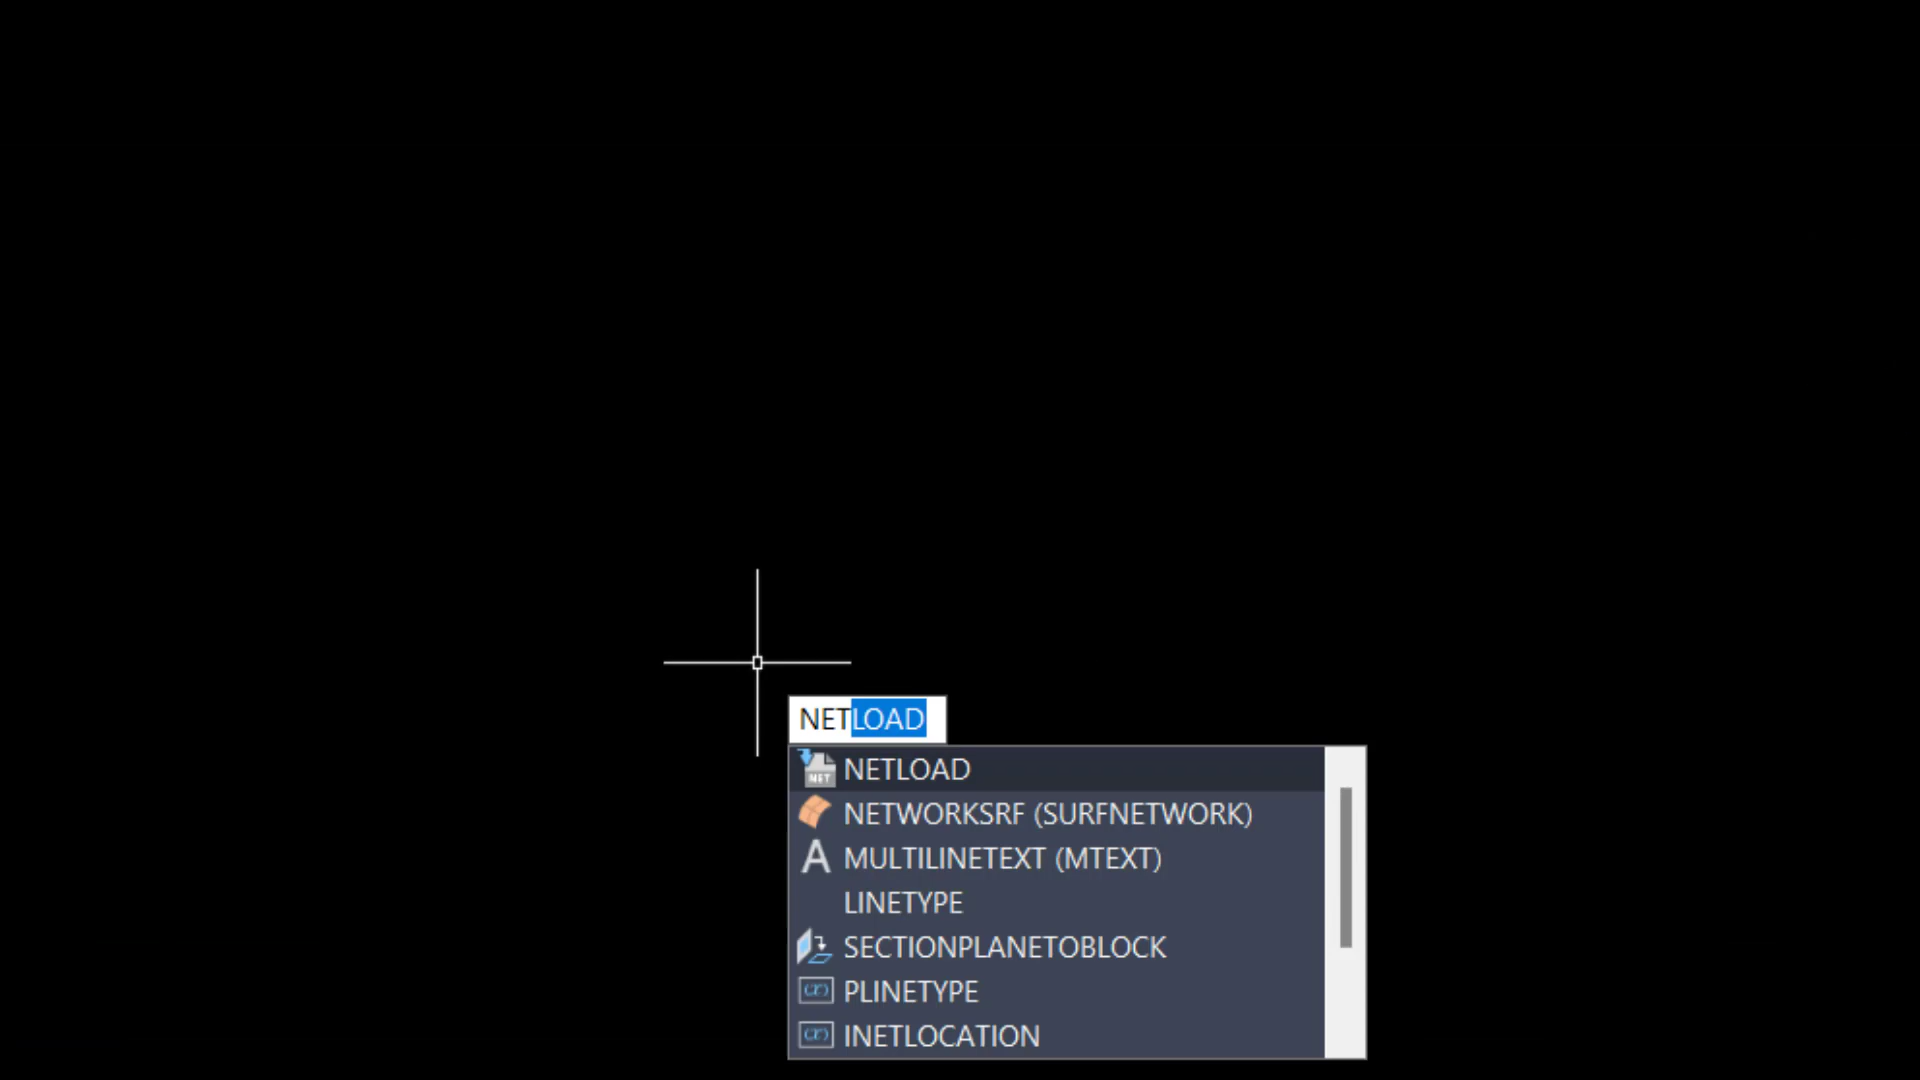 NETLOAD
NETLOAD
NETWORKSRF (SURFNETWORK)
MULTILINETEXT (MTEXT)
LINETYPE
SECTIONPLANETOBLOCK
PLINETYPE
INETLOCATION